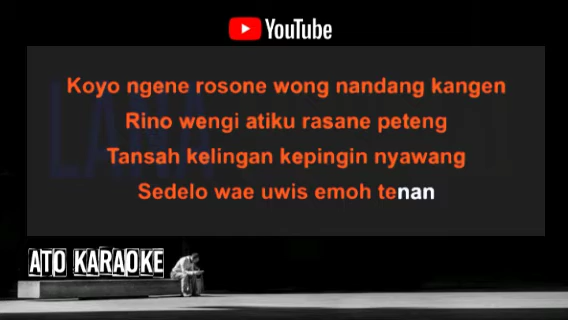 YouTube
Koyo ngene rosone wong nandang kangen
Rino wengi atiku rasane peteng
Tansah kelingan kepingin nyawang
Sedelo wae uwis emoh tenan
ATO KARAOKE